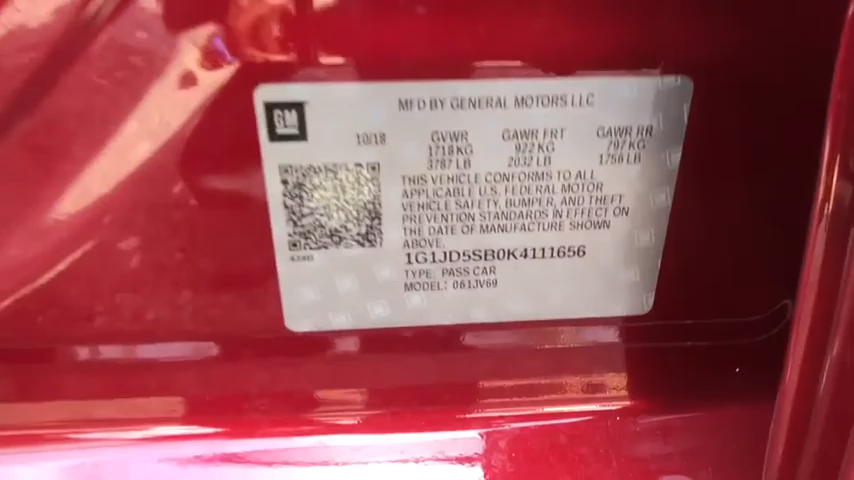 MFD BY GENERAL MOTORS LLC
GM
10/18
GVWR GAWR FRT GAWR RR
1718 KG 922 KG 797 KG
3787 LB 2032 LB 1756 LB
THIS VEHICLE CONFORMS TO ALL
APPLICABLE U.S. FEDERAL MOTOR
VEHICLE SAFETY, BUMPER, AND THEFT
PREVENTION STANDARDS IN EFFECT ON
THE DATE OF MANUFACTURE SHOWN
ABOVE.
1G1JD5SB0K4111656
TYPE: PASS CAR
MODEL: 061JV69